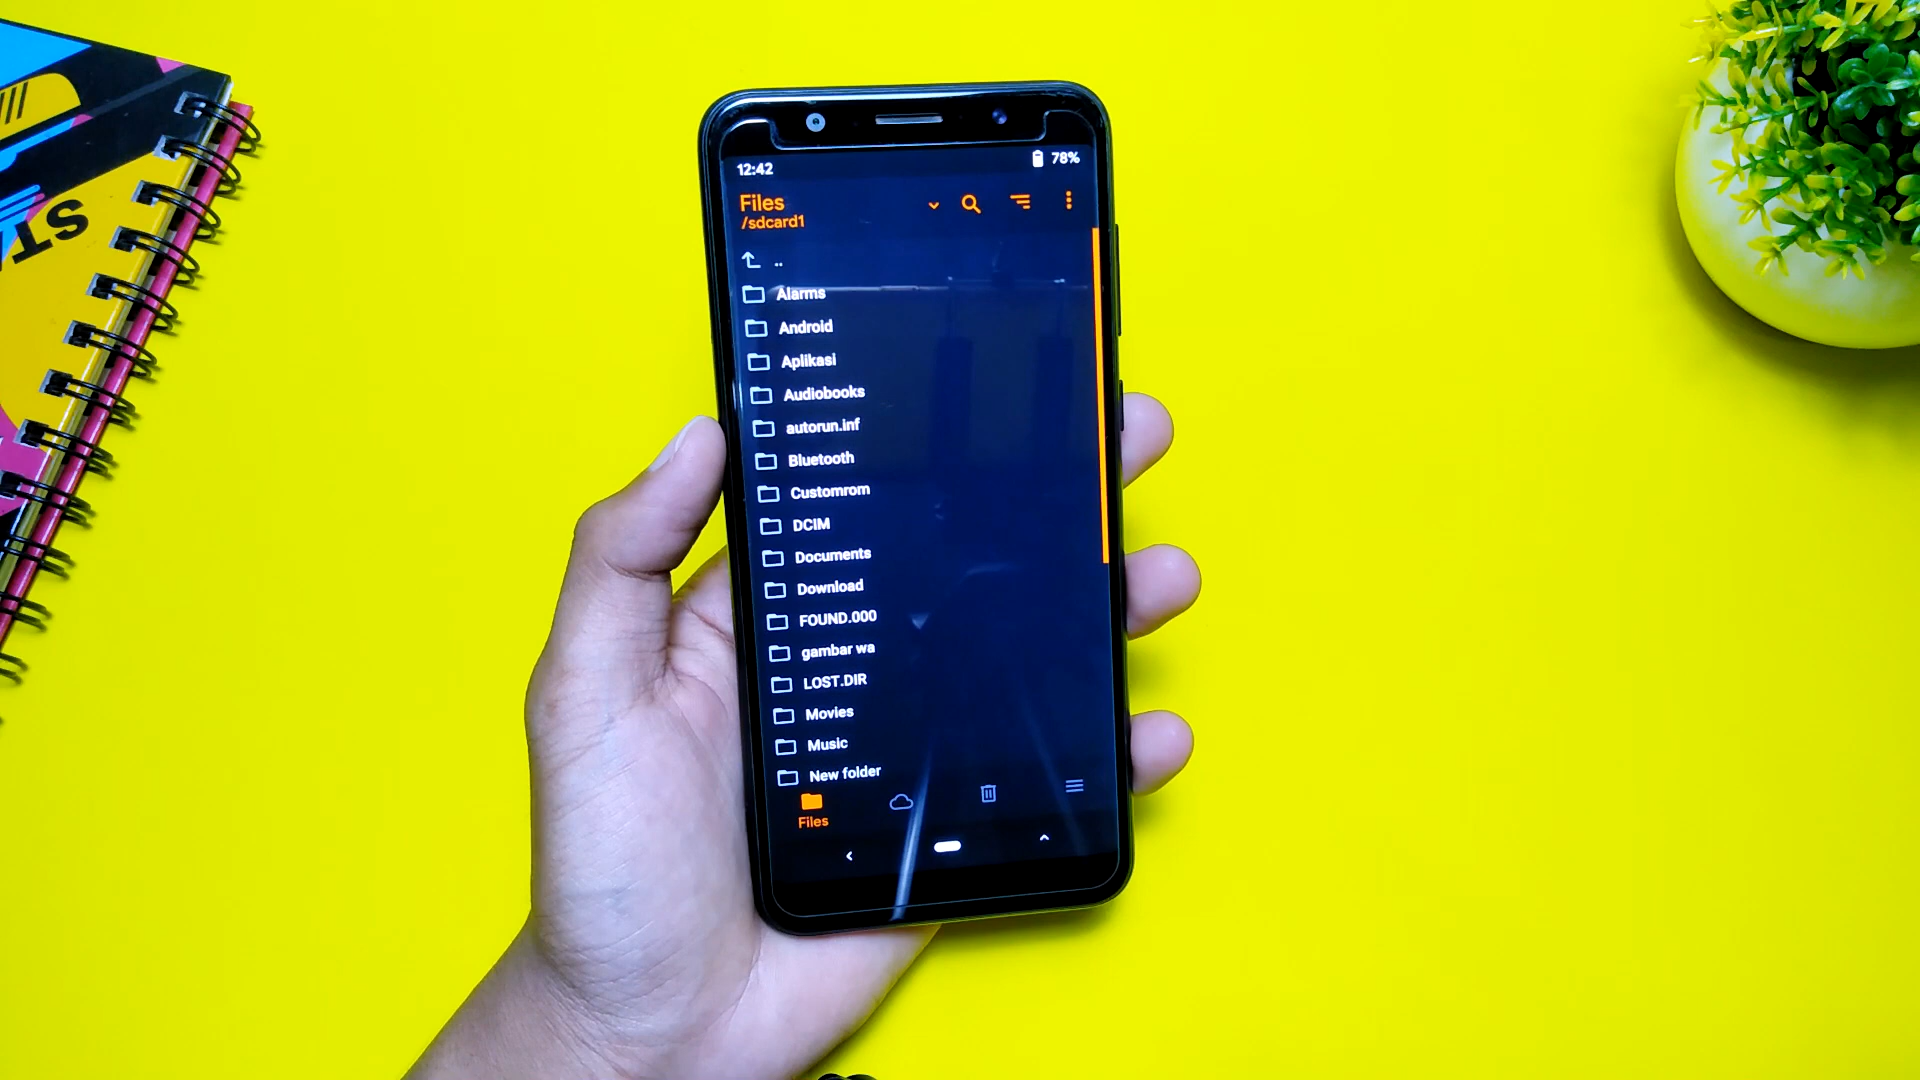 ST
12:42 78%
Files
/sdcard1
..
Alarms
Android
Aplikasi
Audiobooks
autorun.inf
Bluetooth
Customrom
DCIM
Documents
Download
FOUND.000
gambar wa
LOST.DIR
Movies
Music
New folder
Files